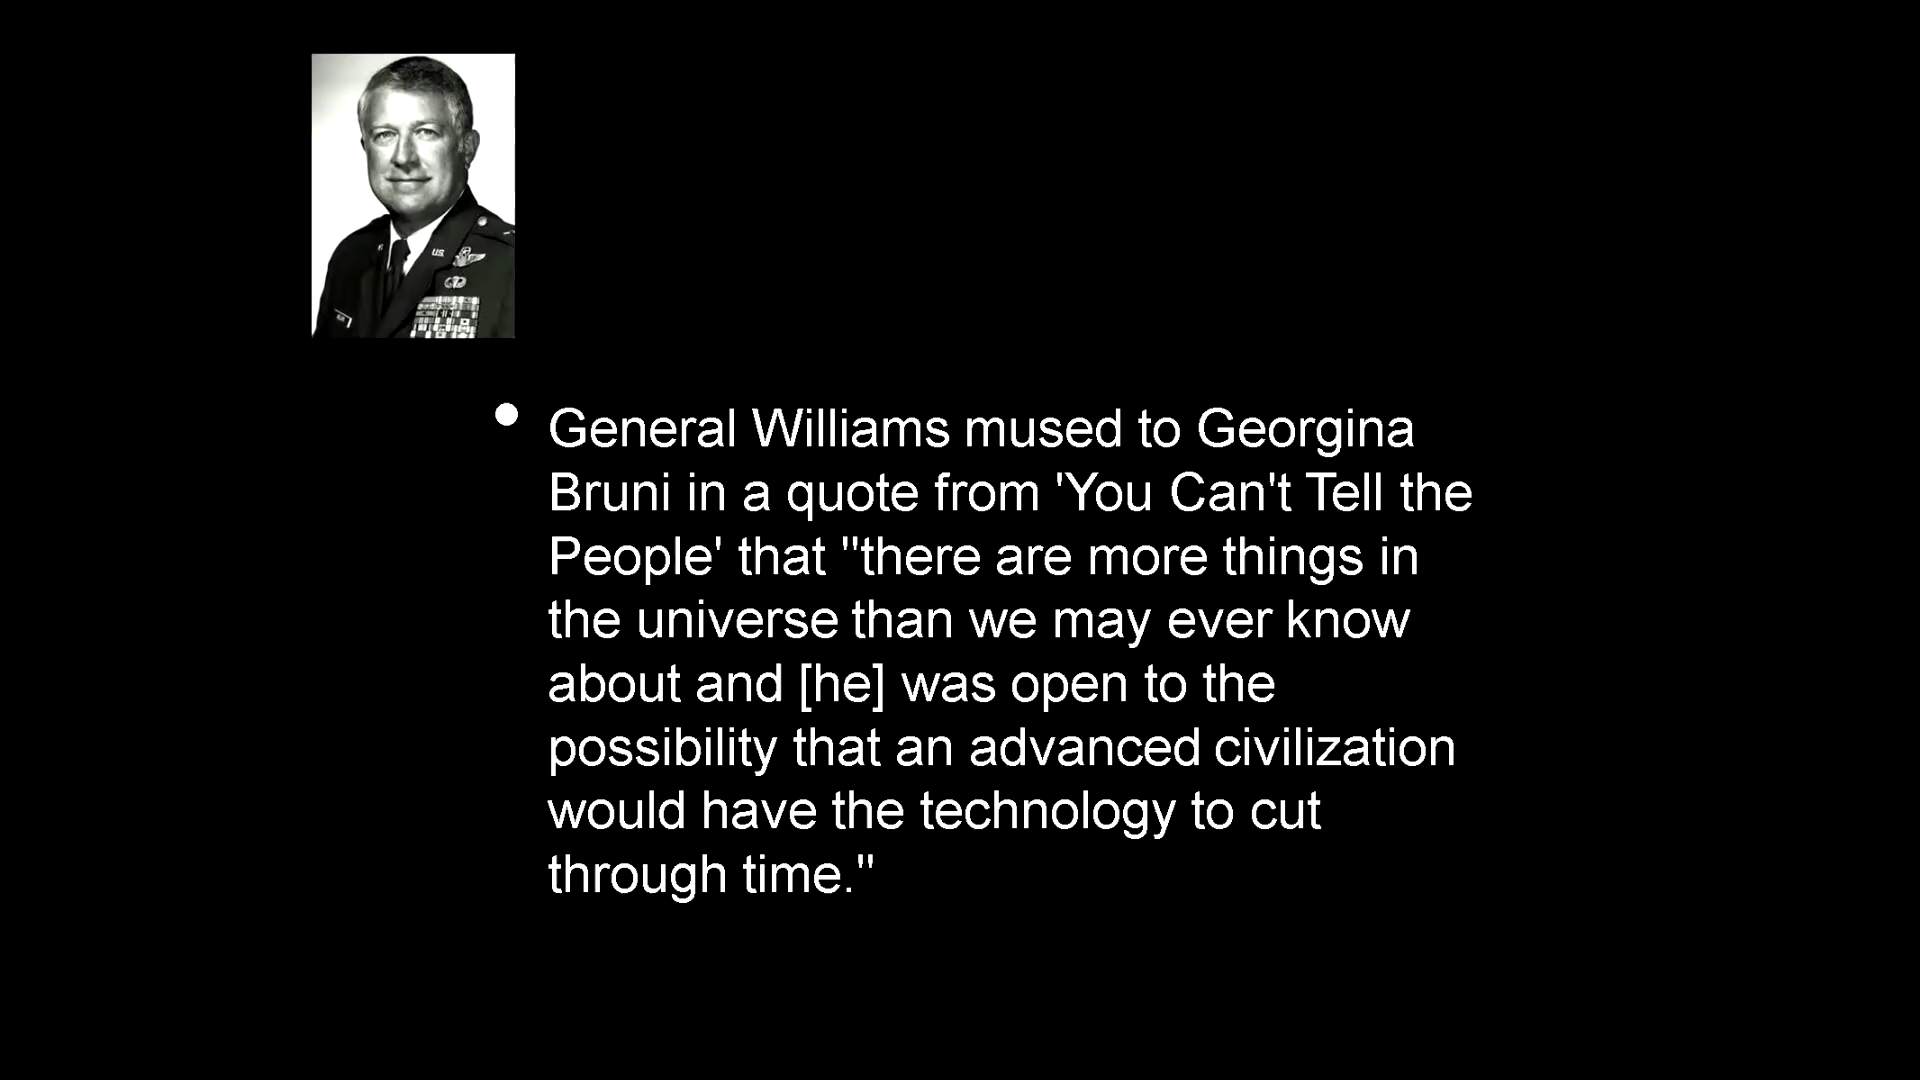 U.S.
General Williams mused to Georgina
Bruni in a quote from 'You Can't Tell the
People' that "there are more things in
the universe than we may ever know
about and [he] was open to the
possibility that an advanced civilization
would have the technology to cut
through time."